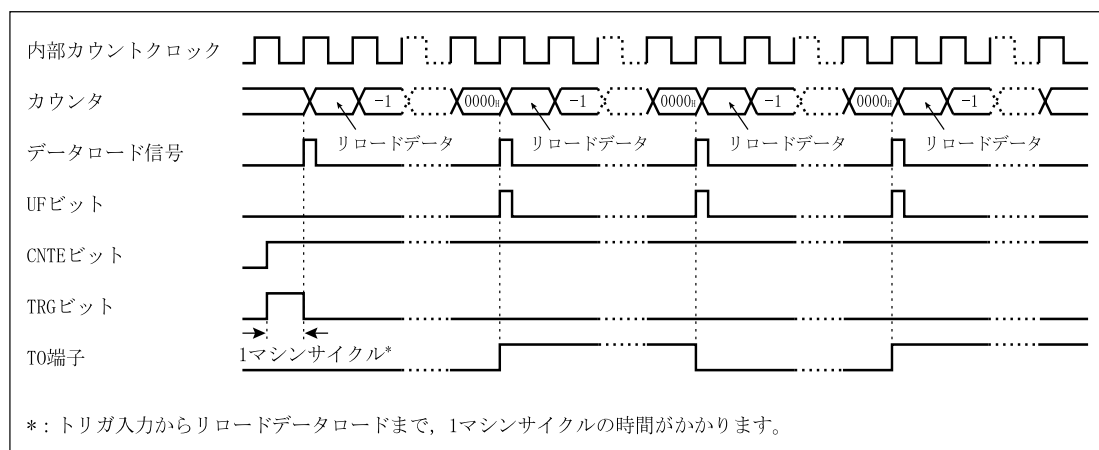 内部カウントクロック
カウンタ
0000H
0000H
0000H
-1
-1
-1
-1
リロードデータ
リロードデータ
リロードデータ
リロードデータ
データロード信号
UFビット
CNTEビット
TRGビット
1マシンサイクル*
TO端子
*：トリガ入力からリロードデータロードまで，1マシンサイクルの時間がかかります。